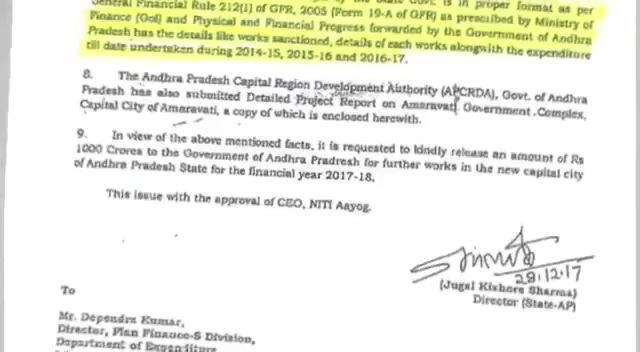 General Financial Rule 212(1) of GFR, 2005 (Form 19-A of GFR) as prescribed by Ministry of
Finance (GoI) and Physical and Financial Progress forwarded by the Government of Andhra
Pradesh has the details like works sanctioned, details of each works alongwith the expenditure
till date undertaken during 2014-15, 2015-16 and 2016-17.
8. The Andhra Pradesh Capital Region Development Authority (APCRDA), Govt. of Andhra
Pradesh has also submitted Detailed Project Report on Amaravati Government Complex,
Capital City of Amaravati, a copy of which is enclosed herewith.
9. In view of the above mentioned facts, it is requested to kindly release an amount of Rs
1000 Crores to the Government of Andhra Pradresh for further works in the new capital city
of Andhra Pradesh State for the financial year 2017-18.
This issue with the approval of CEO, NITI Aayog.
28.12.17
(Jugal Kishore Sharma)
Director (State-AP)
To
Mr. Dependra Kumar,
Director, Plan Finance-S Division,
Department of Expenditure